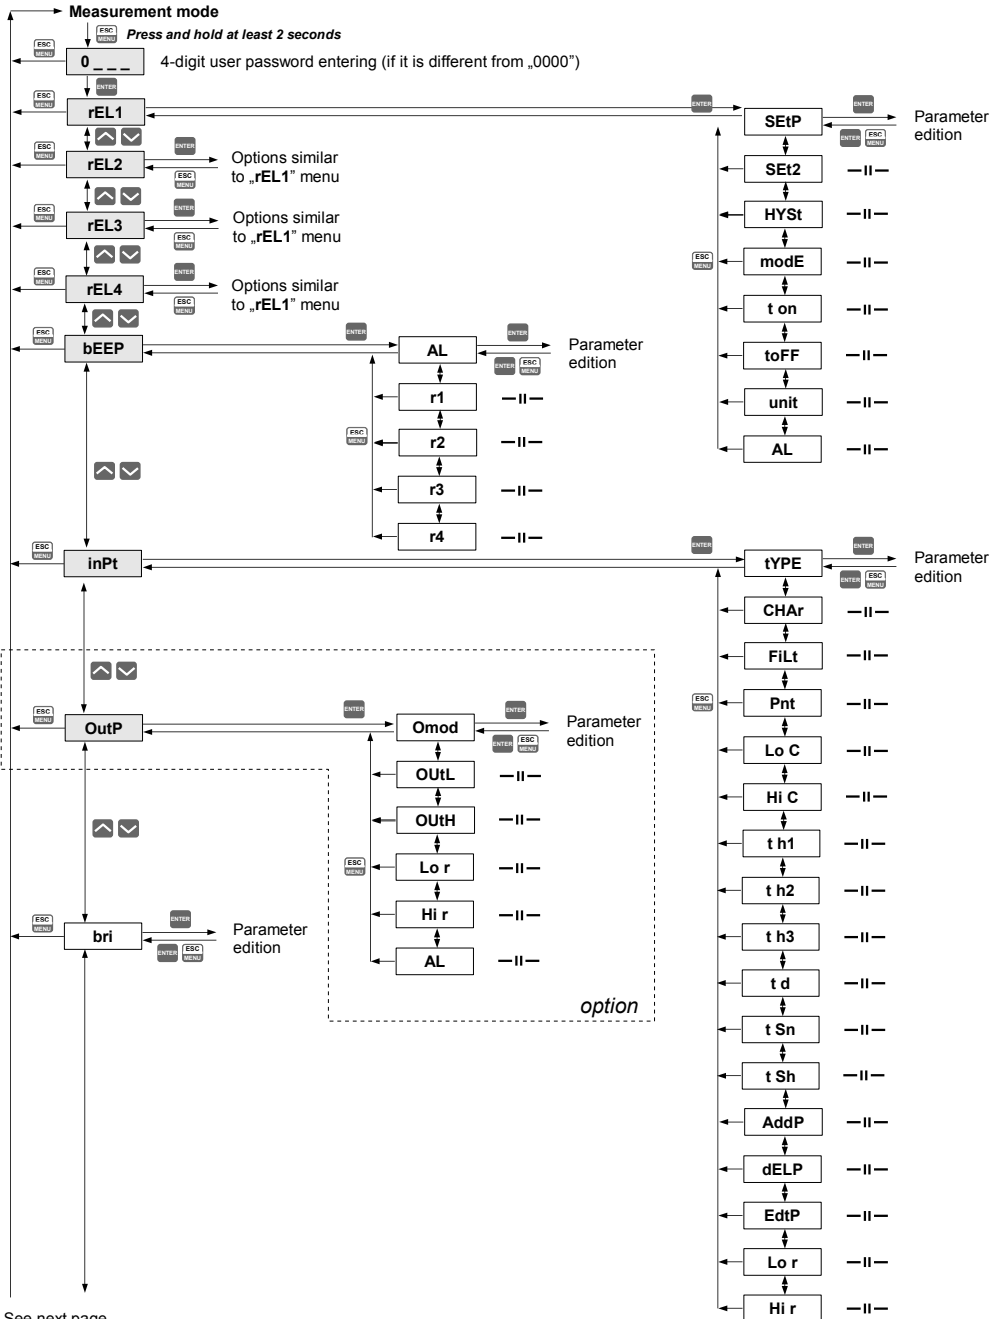 Measurement mode
ESC
MENU
Press and hold at least 2 seconds
ESC
MENU
0 _ _ _
4-digit user password entering (if it is different from „0000”)
ENTER
ESC
MENU
rEL1
ENTER
SEtP
ENTER
ENTER
ESC
MENU
Parameter
edition
ESC
MENU
rEL2
ENTER
ESC
MENU
Options similar
to „rEL1” menu
SEt2
—II—
ESC
MENU
rEL3
ENTER
ESC
MENU
Options similar
to „rEL1” menu
HYSt
—II—
ESC
MENU
modE
—II—
ESC
MENU
rEL4
ENTER
ESC
MENU
Options similar
to „rEL1” menu
t on
—II—
ESC
MENU
bEEP
ENTER
AL
ENTER
ENTER
ESC
MENU
Parameter
edition
toFF
—II—
r1
—II—
unit
—II—
ESC
MENU
r2
—II—
AL
—II—
r3
—II—
r4
—II—
ESC
MENU
inPt
ENTER
tYPE
ENTER
ENTER
ESC
MENU
Parameter
edition
CHAr
—II—
FiLt
—II—
ESC
MENU
Pnt
—II—
ESC
MENU
OutP
ENTER
Omod
ENTER
ENTER
ESC
MENU
Parameter
edition
Lo C
—II—
OUtL
—II—
Hi C
—II—
OUtH
—II—
t h1
—II—
ESC
MENU
Lo r
—II—
t h2
—II—
Hi r
—II—
ESC
MENU
bri
ENTER
ENTER
ESC
MENU
Parameter
edition
t h3
—II—
AL
—II—
t d
—II—
option
t Sn
—II—
t Sh
—II—
AddP
—II—
dELP
—II—
EdtP
—II—
Lo r
—II—
Hi r
—II—
See next page